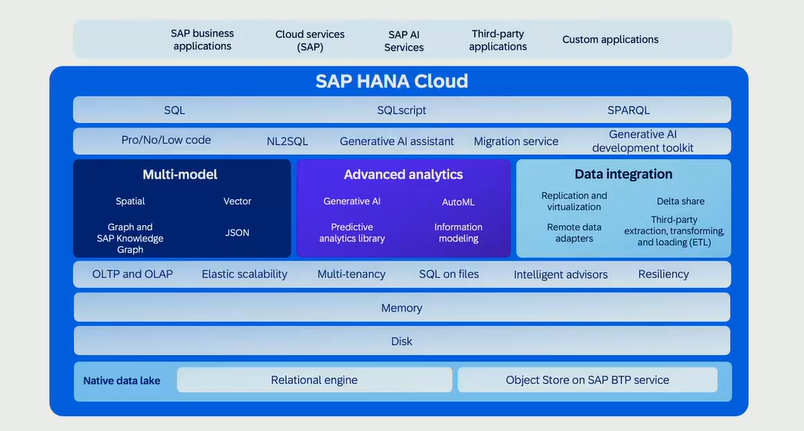 SAP business
applications
Cloud services
(SAP)
SAP AI
Services
Third-party
applications
Custom applications
SAP HANA Cloud
SQL
SQLscript
SPARQL
Pro/No/Low code
NL2SQL
Generative AI assistant
Migration service
Generative AI
development toolkit
Multi-model
Spatial
Vector
Graph and
SAP Knowledge
Graph
JSON
Advanced analytics
Generative AI
AutoML
Predictive
analytics library
Information
modeling
Data integration
Replication and
virtualization
Delta share
Remote data
adapters
Third-party
extraction, transforming,
and loading (ETL)
OLTP and OLAP
Elastic scalability
Multi-tenancy
SQL on files
Intelligent advisors
Resiliency
Memory
Disk
Native data lake
Relational engine
Object Store on SAP BTP service